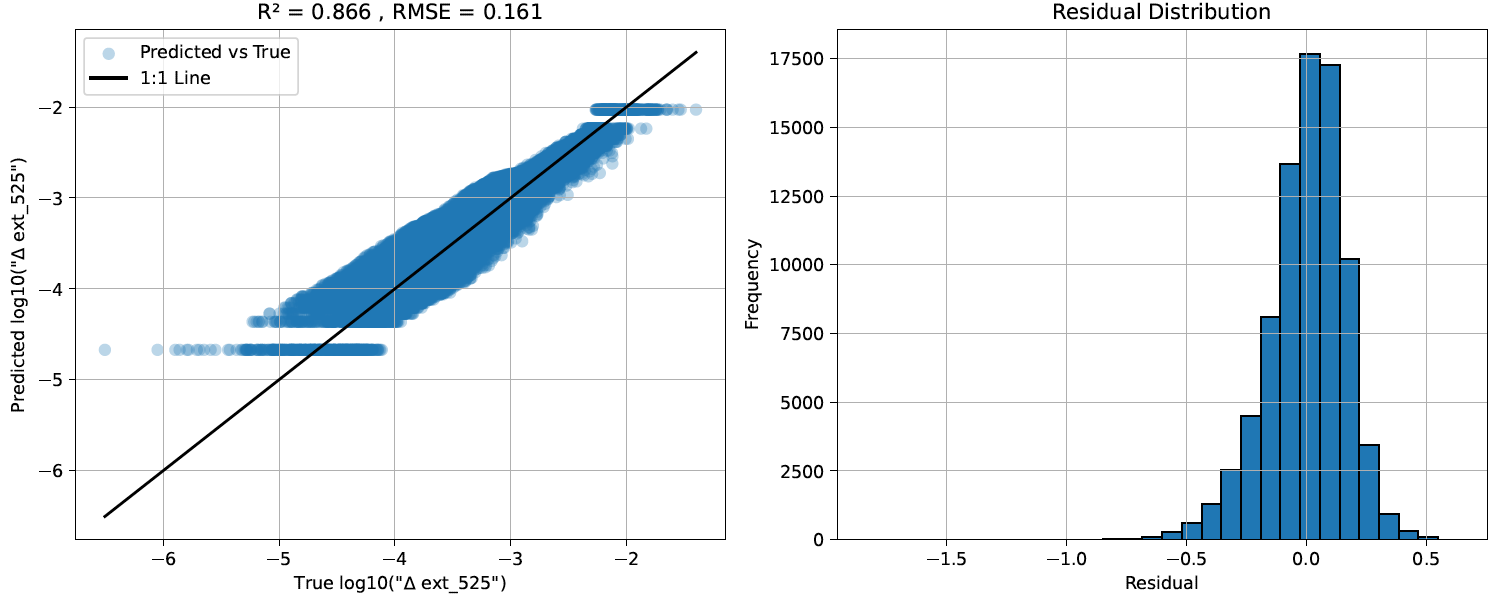 R² = 0.866 , RMSE = 0.161
Predicted vs True
1:1 Line
−2
−3
−4
−5
−6
Predicted log10("Δ ext_525")
−6
−5
−4
−3
−2
True log10("Δ ext_525")
Residual Distribution
17500
15000
12500
10000
7500
5000
2500
0
Frequency
−1.5
−1.0
−0.5
0.0
0.5
Residual